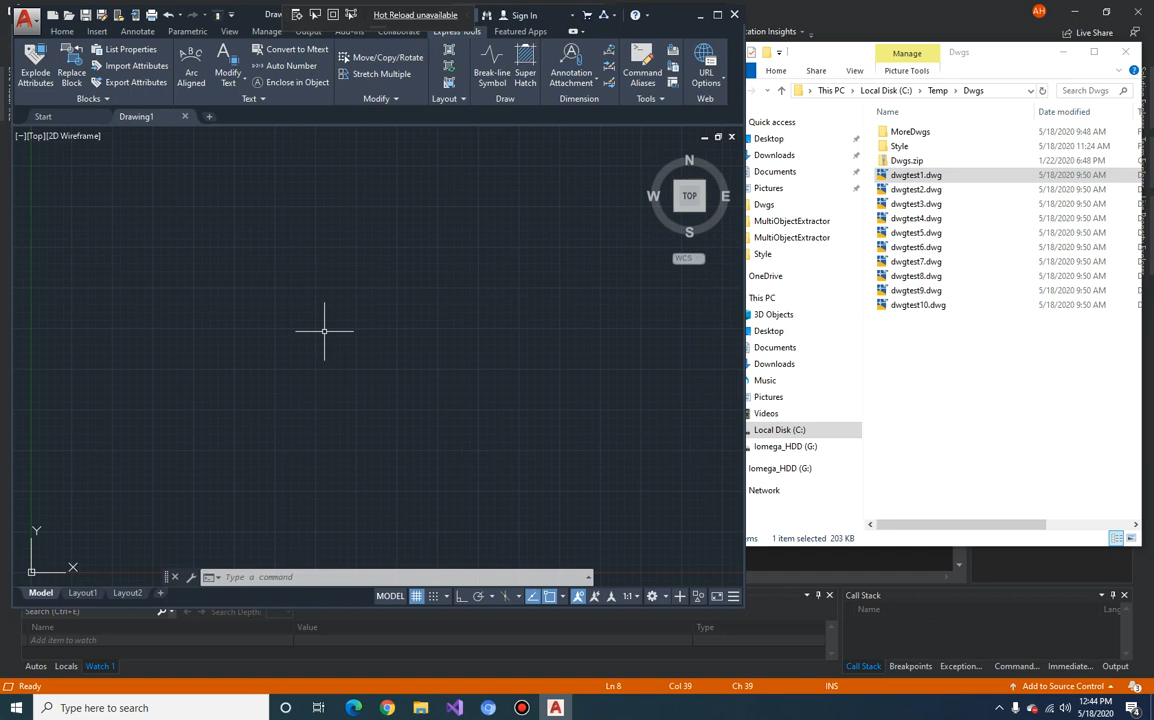 Draw
Hot Reload unavailable
Sign In
Home
Insert
Annotate
Parametric
View
Manage
Collaborate
Express Tools
Featured Apps
Explode Attributes
Replace Block
List Properties
Import Attributes
Export Attributes
Blocks
Arc Aligned
Modify Text
Convert to Mtext
Auto Number
Enclose in Object
Text
Move/Copy/Rotate
Stretch Multiple
Modify
Layout
Break-line Symbol
Super Hatch
Draw
Annotation Attachment
Dimension
Command Aliases
Tools
URL Options
Web
Start
Drawing1
[−][Top][2D Wireframe]
N
W
TOP
E
S
WCS
Y
X
Type a command
Model
Layout1
Layout2
MODEL
1:1
AH
cation Insights
Live Share
Manage
Dwgs
Home
Share
View
Picture Tools
This PC
Local Disk (C:)
Temp
Dwgs
Search Dwgs
Name
Date modified
Quick access
Desktop
Downloads
Documents
Pictures
Dwgs
MultiObjectExtractor
MultiObjectExtractor
Style
OneDrive
This PC
3D Objects
Desktop
Documents
Downloads
Music
Pictures
Videos
Local Disk (C:)
Iomega_HDD (G:)
Iomega_HDD (G:)
Network
MoreDwgs 5/18/2020 9:48 AM F
Style 5/18/2020 11:24 AM F
Dwgs.zip 1/22/2020 6:48 PM C
dwgtest1.dwg 5/18/2020 9:50 AM D
dwgtest2.dwg 5/18/2020 9:50 AM D
dwgtest3.dwg 5/18/2020 9:50 AM D
dwgtest4.dwg 5/18/2020 9:50 AM D
dwgtest5.dwg 5/18/2020 9:50 AM D
dwgtest6.dwg 5/18/2020 9:50 AM D
dwgtest7.dwg 5/18/2020 9:50 AM D
dwgtest8.dwg 5/18/2020 9:50 AM D
dwgtest9.dwg 5/18/2020 9:50 AM D
dwgtest10.dwg 5/18/2020 9:50 AM D
ems
1 item selected 203 KB
Search (Ctrl+E)
Search Depth:
Name
Value
Type
Add item to watch
Autos
Locals
Watch 1
Call Stack
Name
Lang
Call Stack
Breakpoints
Exception...
Command...
Immediate...
Output
Ready
Ln 8
Col 39
Ch 39
INS
Add to Source Control
3
Type here to search
12:44 PM
5/18/2020
4